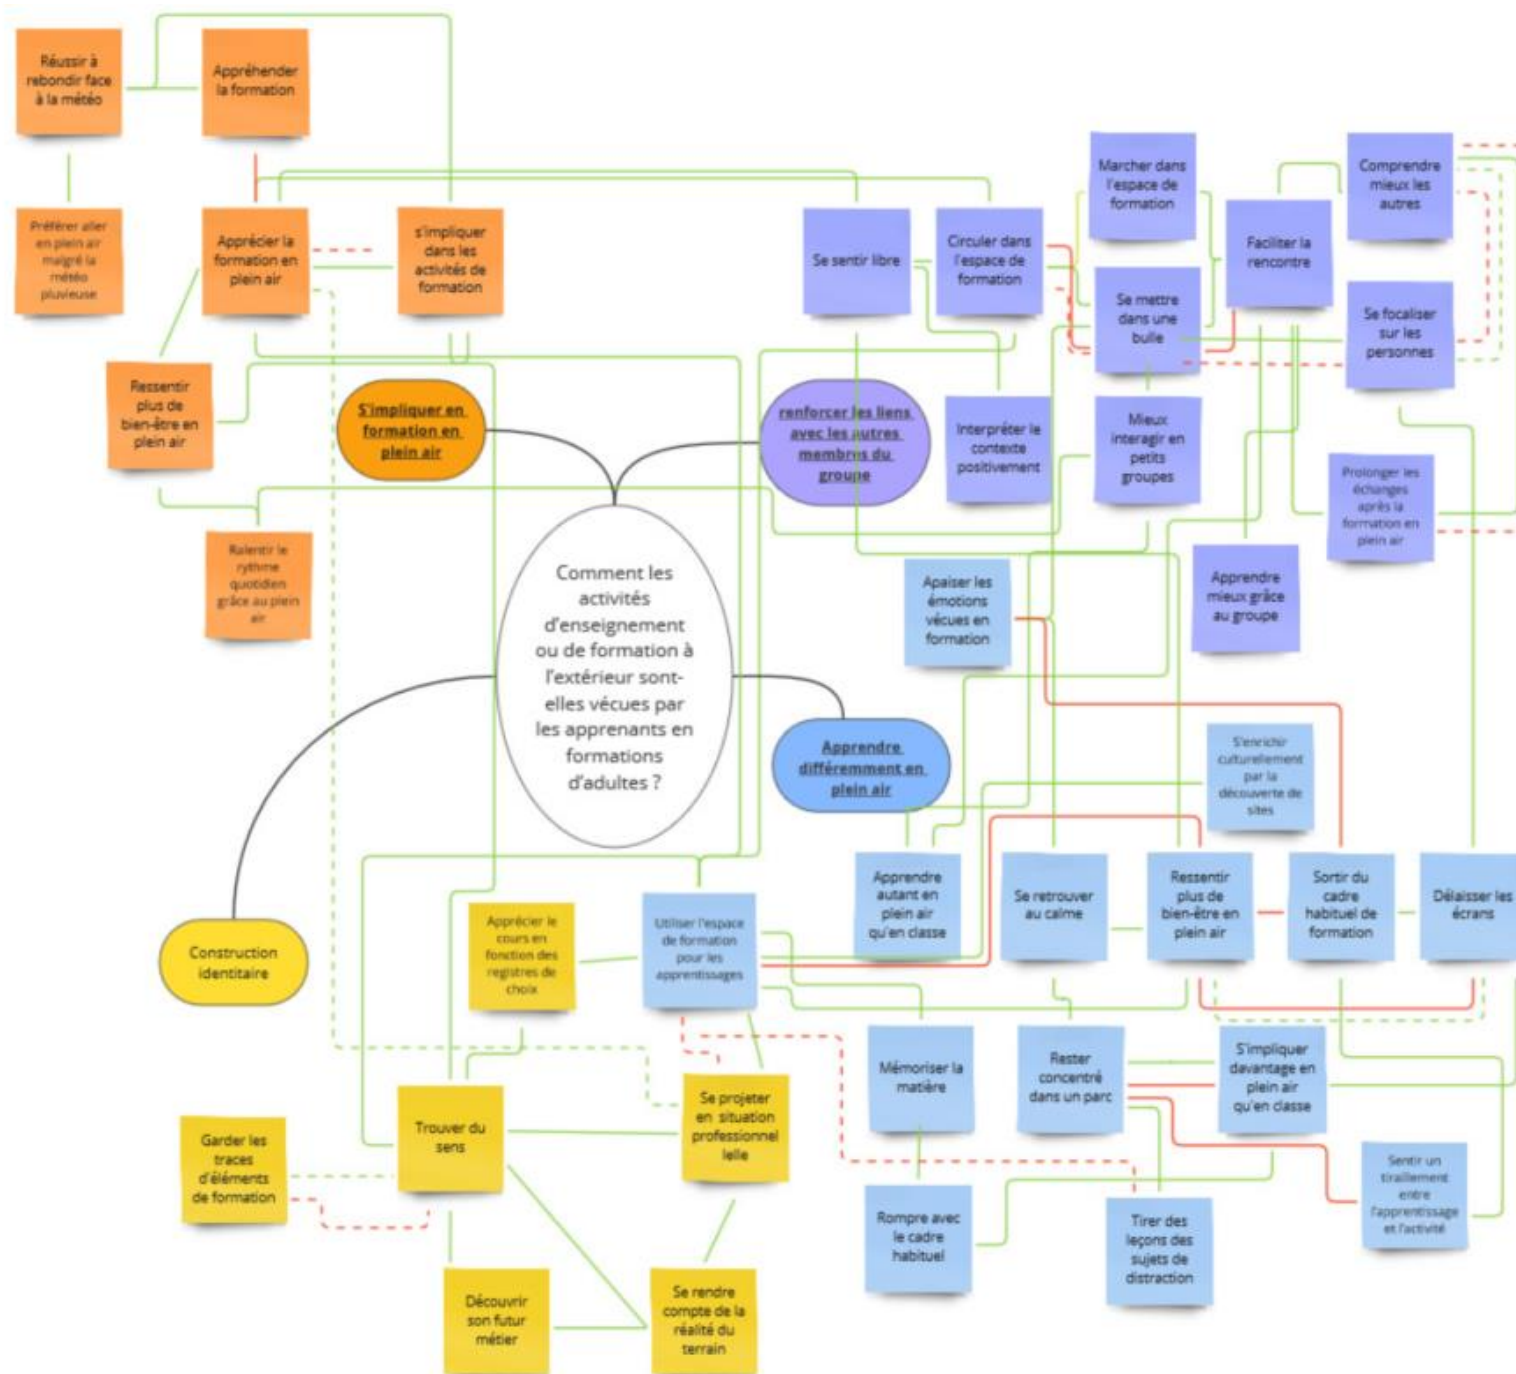 Réussir à
rebondir face
à la météo
Appréhender
la formation
Préférer aller
en plein air
malgré la
météo
pluvieuse
Apprécier la
formation en
plein air
s'impliquer
dans les
activités de
formation
Ressentir
plus de
bien-être en
plein air
Ralentir le
rythme
quotidien
grâce au plein
air
S'impliquer en
formation en
plein air
renforcer les liens
avec les autres
membres du
groupe
Se sentir libre
Circuler dans
l'espace de
formation
Marcher dans
l'espace de
formation
Se mettre
dans une
bulle
Faciliter la
rencontre
Comprendre
mieux les
autres
Se focaliser
sur les
personnes
Interpréter le
contexte
positivement
Mieux
interagir en
petits
groupes
Prolonger les
échanges
après la
formation en
plein air
Apprendre
mieux grâce
au groupe
Comment les
activités
d'enseignement
ou de formation à
l'extérieur sont-
elles vécues par
les apprenants en
formations
d'adultes ?
Apaiser les
émotions
vécues en
formation
Apprendre
différemment en
plein air
S'enrichir
culturellement
par la
découverte de
sites
Apprendre
autant en
plein air
qu'en classe
Se retrouver
au calme
Ressentir
plus de
bien-être en
plein air
Sortir du
cadre
habituel de
formation
Délaisser les
écrans
Construction
identitaire
Apprécier le
cours en
fonction des
registres de
choix
Utiliser l'espace
de formation
pour les
apprentissages
Mémoriser la
matière
Rester
concentré
dans un parc
S'impliquer
davantage en
plein air
qu'en classe
Sentir un
tiraillement
entre
l'apprentissage
et l'activité
Rompre avec
le cadre
habituel
Tirer des
leçons des
sujets de
distraction
Garder les
traces
d'éléments
de formation
Trouver du
sens
Se projeter
en situation
professionnel
lelle
Découvrir
son futur
métier
Se rendre
compte de la
réalité du
terrain